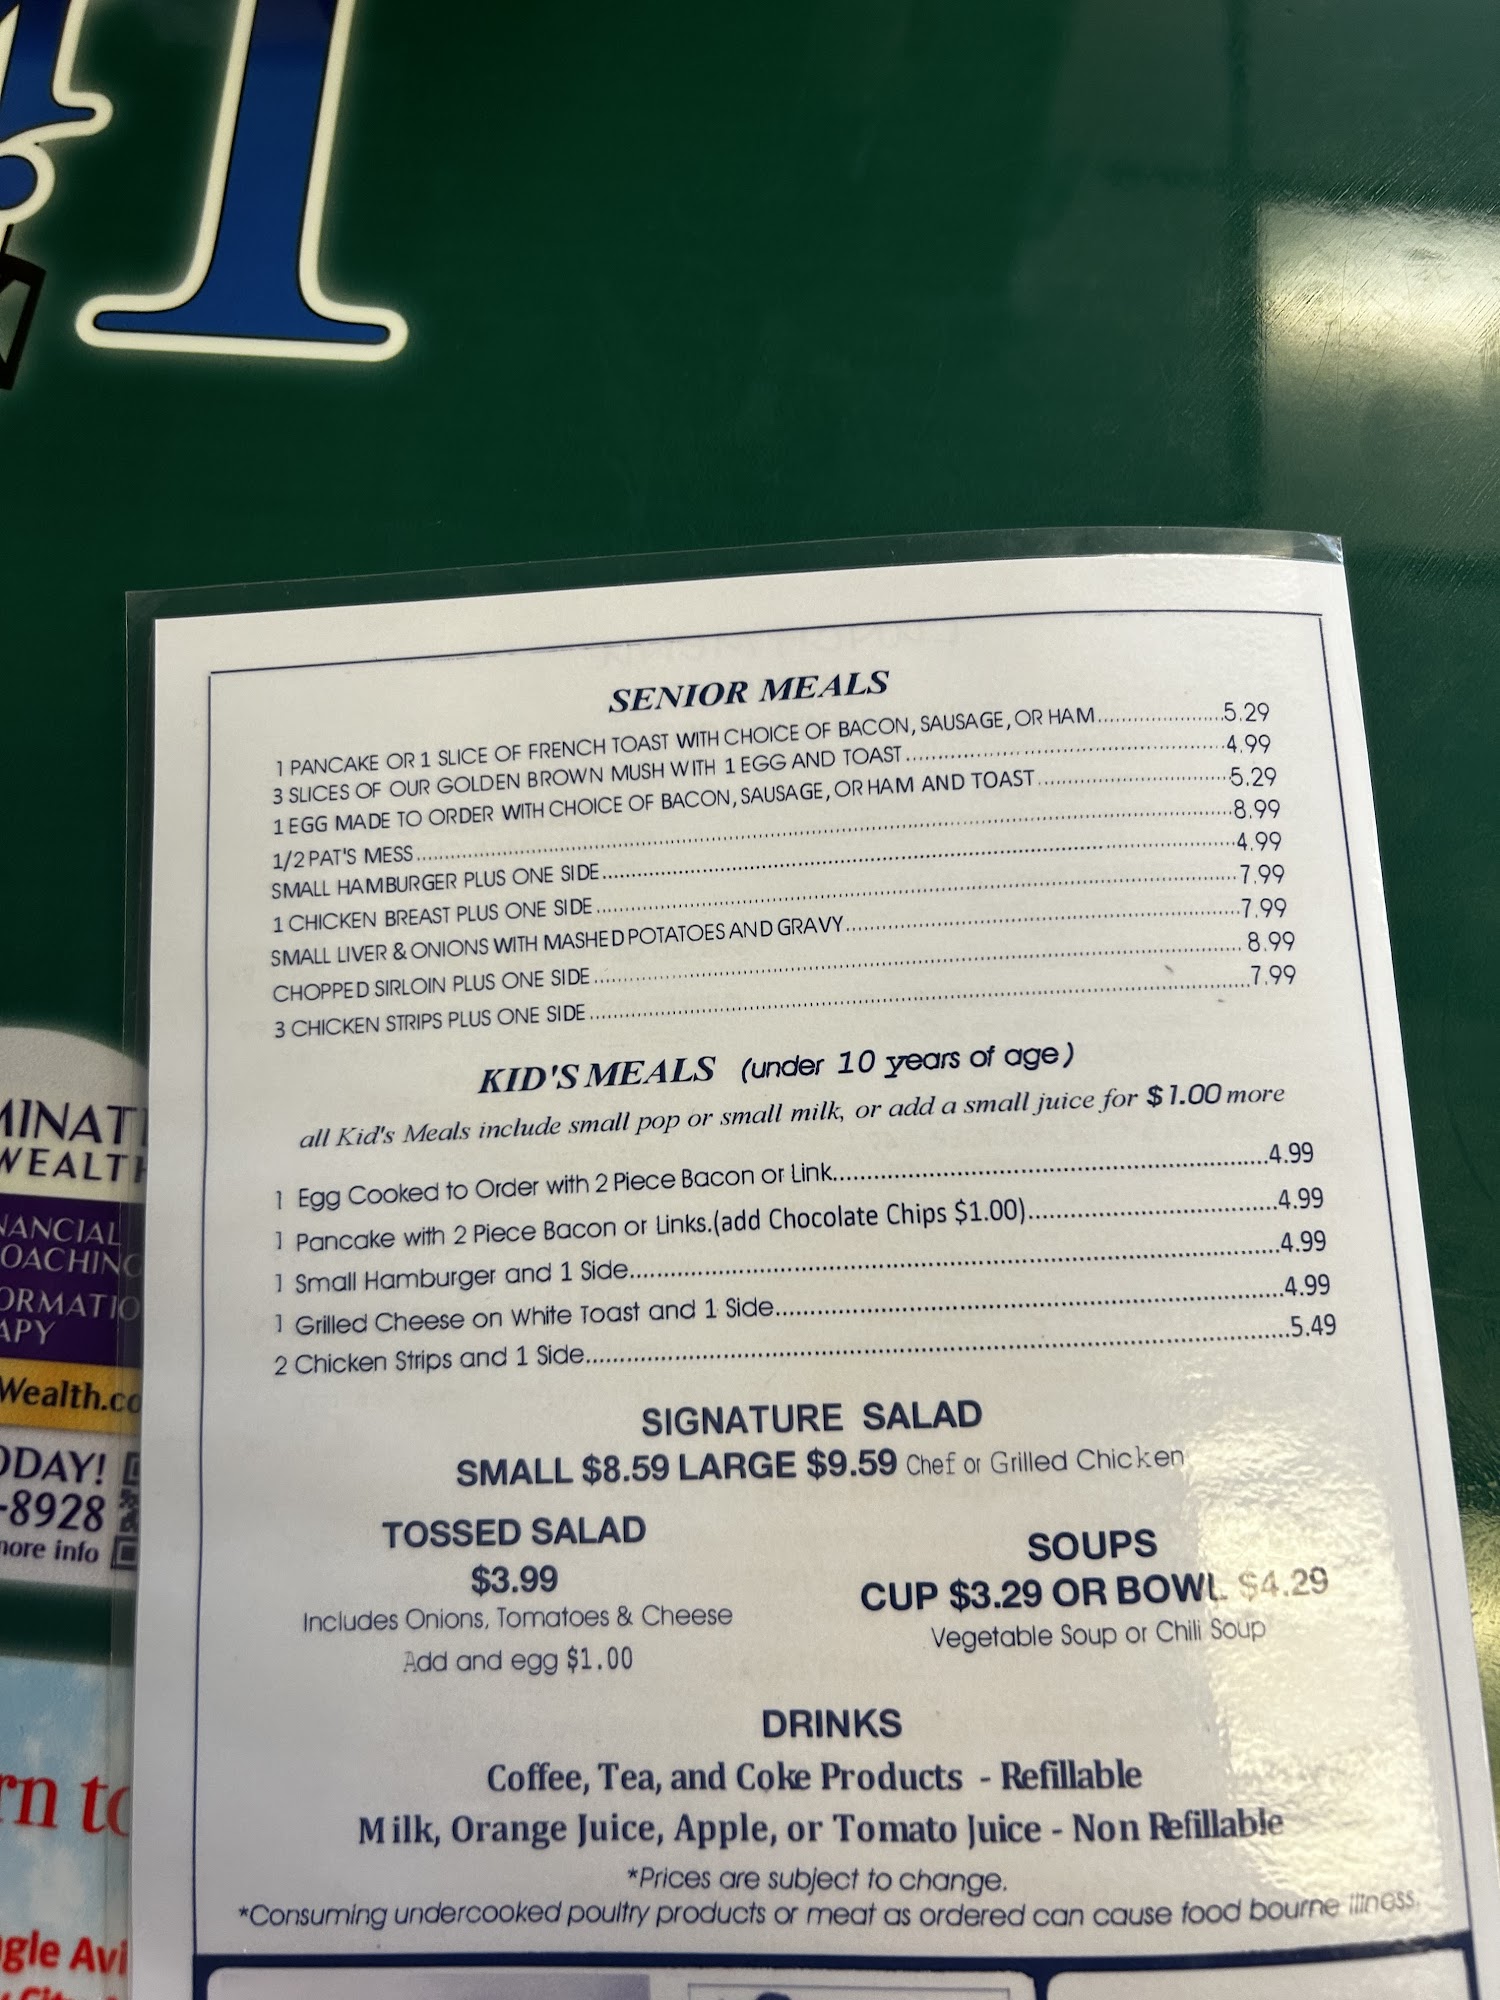 SENIOR MEALS
1 PANCAKE OR 1 SLICE OF FRENCH TOAST WITH CHOICE OF BACON, SAUSAGE, OR HAM.......................5.29
3 SLICES OF OUR GOLDEN BROWN MUSH WITH 1 EGG AND TOAST.......................4.99
1 EGG MADE TO ORDER WITH CHOICE OF BACON, SAUSAGE, OR HAM AND TOAST.......................5.29
1/2 PAT'S MESS.......................8.99
SMALL HAMBURGER PLUS ONE SIDE.......................4.99
1 CHICKEN BREAST PLUS ONE SIDE.......................7.99
SMALL LIVER & ONIONS WITH MASHED POTATOES AND GRAVY.......................7.99
CHOPPED SIRLOIN PLUS ONE SIDE.......................8.99
3 CHICKEN STRIPS PLUS ONE SIDE.......................7.99
KID'S MEALS (under 10 years of age)
all Kid's Meals include small pop or small milk, or add a small juice for $1.00 more
1 Egg Cooked to Order with 2 Piece Bacon or Link.......................4.99
1 Pancake with 2 Piece Bacon or Links.(add Chocolate Chips $1.00).......................4.99
1 Small Hamburger and 1 Side.......................4.99
1 Grilled Cheese on White Toast and 1 Side.......................4.99
2 Chicken Strips and 1 Side.......................5.49
SIGNATURE SALAD
SMALL $8.59 LARGE $9.59 Chef or Grilled Chicken
TOSSED SALAD
$3.99
Includes Onions, Tomatoes & Cheese
Add and egg $1.00
SOUPS
CUP $3.29 OR BOWL $4.29
Vegetable Soup or Chili Soup
DRINKS
Coffee, Tea, and Coke Products - Refillable
Milk, Orange Juice, Apple, or Tomato Juice - Non Refillable
*Prices are subject to change.
*Consuming undercooked poultry products or meat as ordered can cause food bourne illness.
ODAY!
-8928
more info